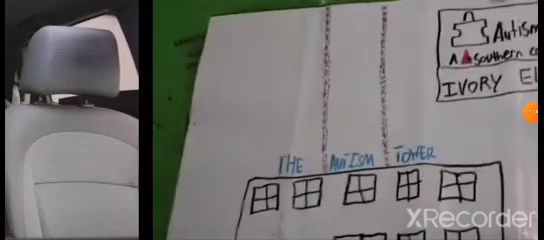 Autism
A southern
IVORY
THE AUTISM TOWER
XRecorder